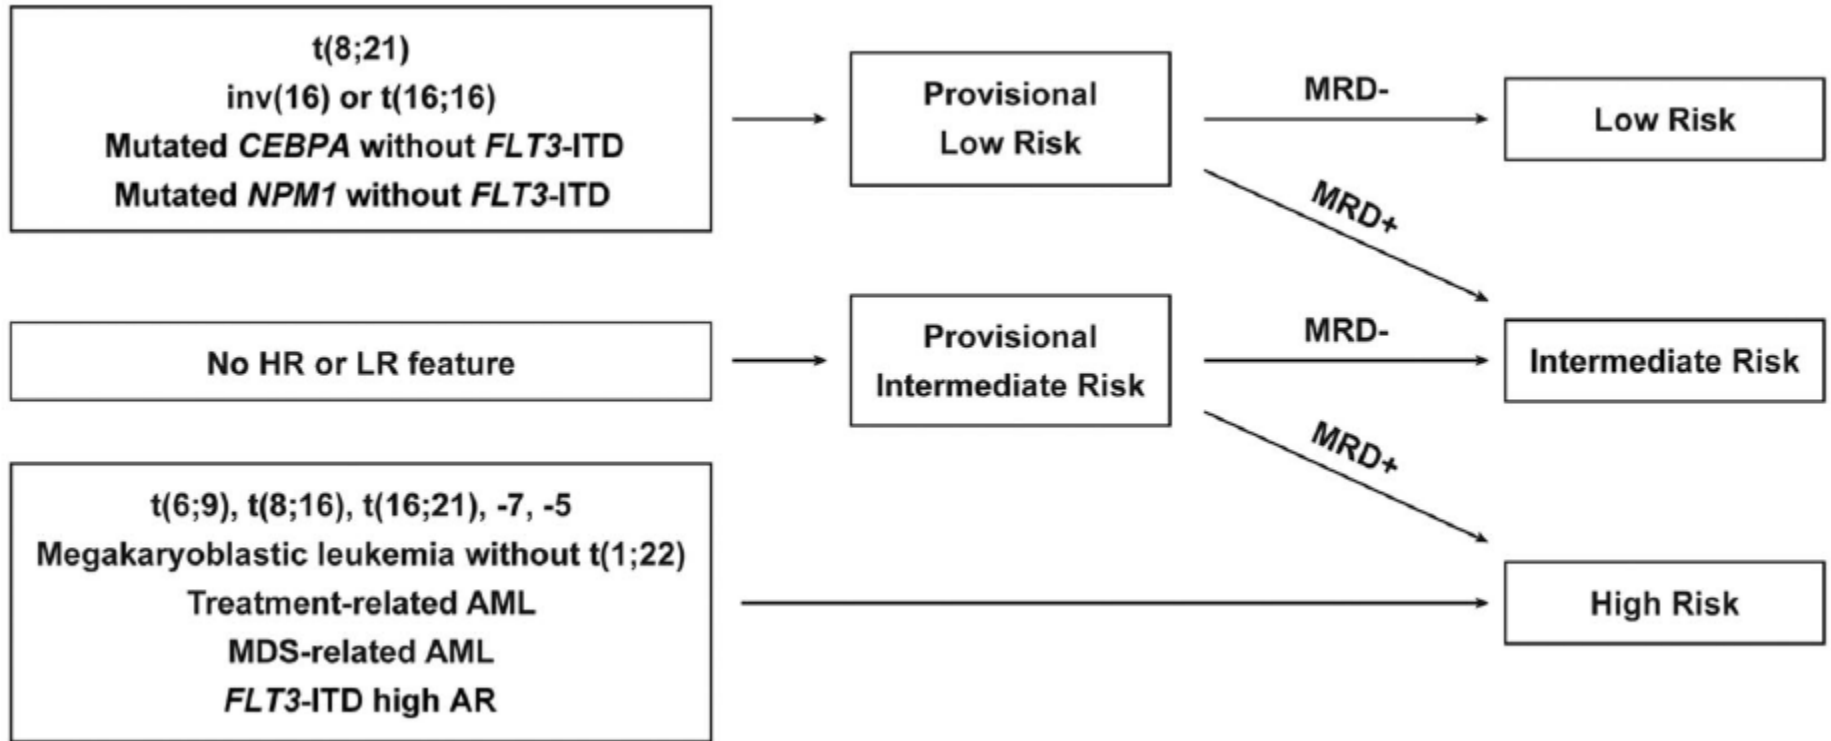 t(8;21)
inv(16) or t(16;16)
Mutated CEBPA without FLT3-ITD
Mutated NPM1 without FLT3-ITD
Provisional
Low Risk
MRD-
Low Risk
MRD+
No HR or LR feature
Provisional
Intermediate Risk
MRD-
Intermediate Risk
MRD+
t(6;9), t(8;16), t(16;21), -7, -5
Megakaryoblastic leukemia without t(1;22)
Treatment-related AML
MDS-related AML
FLT3-ITD high AR
High Risk